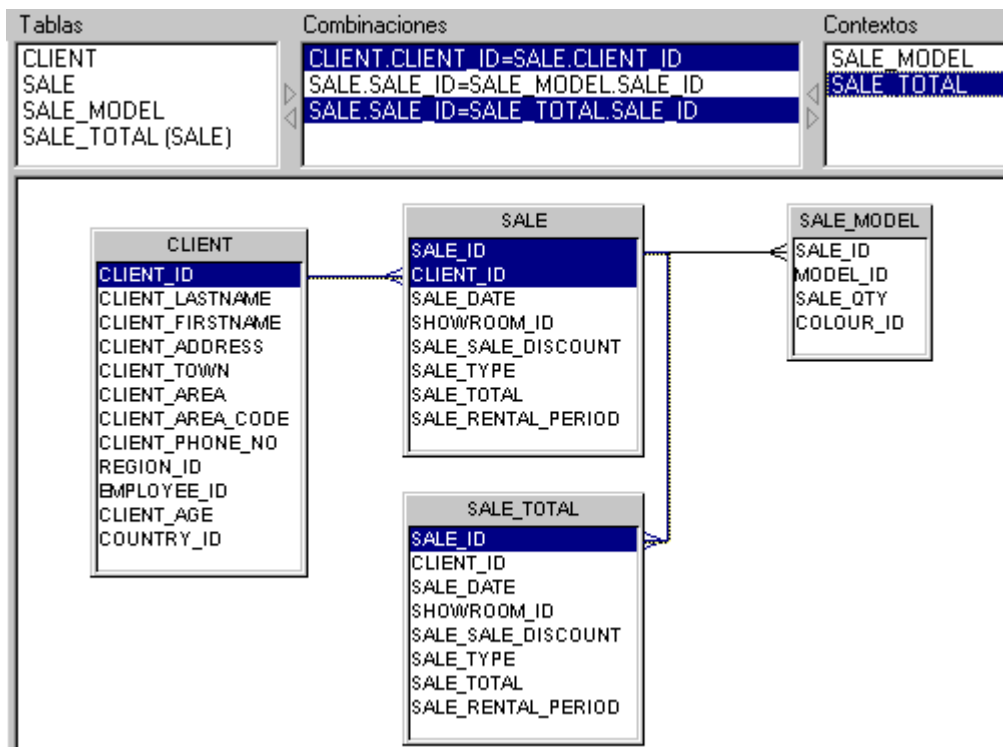 Tablas
CLIENT
SALE
SALE_MODEL
SALE_TOTAL (SALE)
Combinaciones
CLIENT.CLIENT_ID=SALE.CLIENT_ID
SALE.SALE_ID=SALE_MODEL.SALE_ID
SALE.SALE_ID=SALE_TOTAL.SALE_ID
Contextos
SALE_MODEL
SALE_TOTAL
CLIENT
CLIENT_ID
CLIENT_LASTNAME
CLIENT_FIRSTNAME
CLIENT_ADDRESS
CLIENT_TOWN
CLIENT_AREA
CLIENT_AREA_CODE
CLIENT_PHONE_NO
REGION_ID
EMPLOYEE_ID
CLIENT_AGE
COUNTRY_ID
SALE
SALE_ID
CLIENT_ID
SALE_DATE
SHOWROOM_ID
SALE_SALE_DISCOUNT
SALE_TYPE
SALE_TOTAL
SALE_RENTAL_PERIOD
SALE_MODEL
SALE_ID
MODEL_ID
SALE_QTY
COLOUR_ID
SALE_TOTAL
SALE_ID
CLIENT_ID
SALE_DATE
SHOWROOM_ID
SALE_SALE_DISCOUNT
SALE_TYPE
SALE_TOTAL
SALE_RENTAL_PERIOD